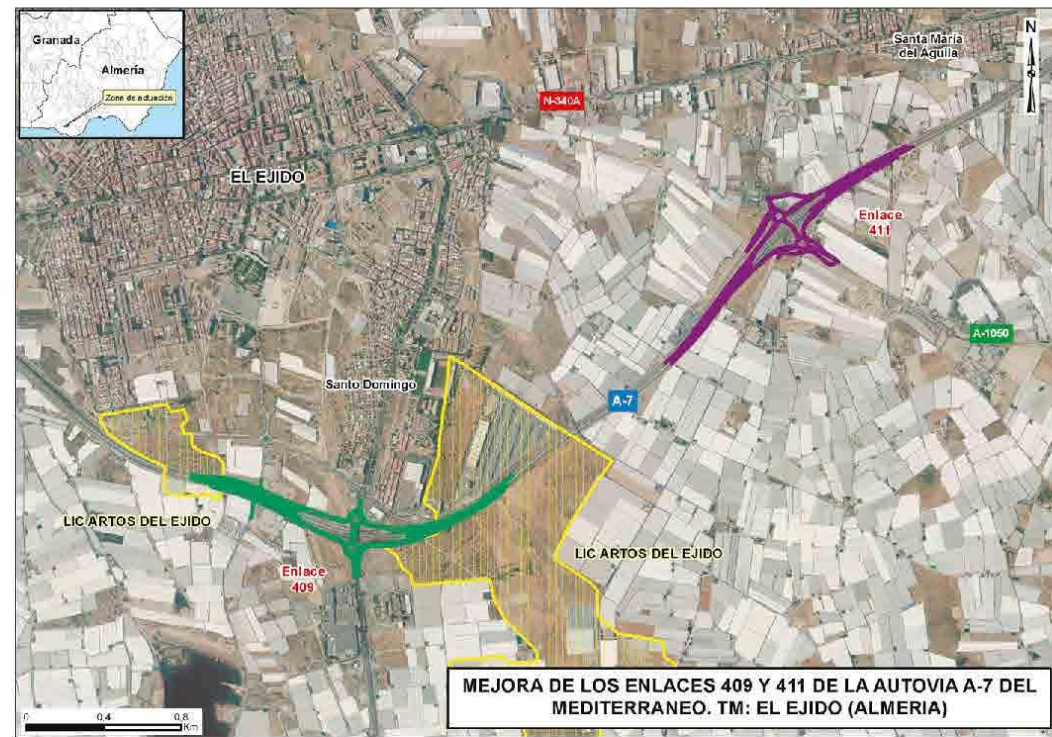 Granada
Almería
Zona de actuación
Santa María
del Águila
N
N-340A
EL EJIDO
Enlace
411
A-1050
Santo Domingo
A-7
LIC ARTOS DEL EJIDO
LIC ARTOS DEL EJIDO
Enlace
409
MEJORA DE LOS ENLACES 409 Y 411 DE LA AUTOVIA A-7 DEL
MEDITERRANEO. TM: EL EJIDO (ALMERIA)
0 0,4 0,8
Km